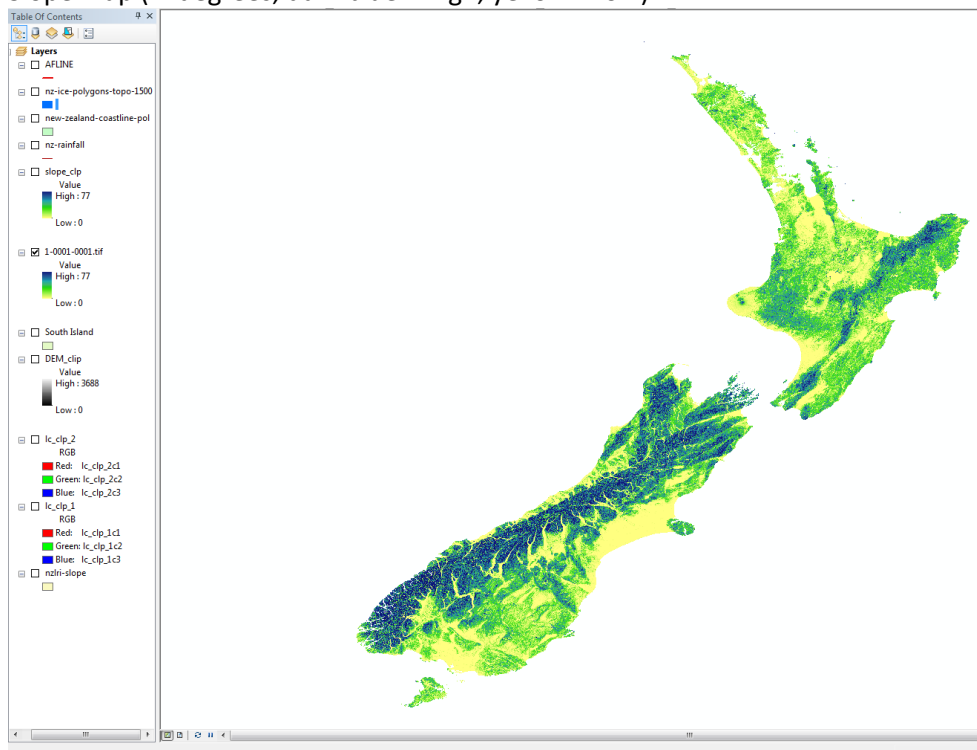 Table Of Contents
Layers
AFLINE
nz-ice-polygons-topo-1500
new-zealand-coastline-pol
nz-rainfall
slope_clp
Value
High : 77
Low : 0
1-0001-0001.tif
Value
High : 77
Low : 0
South Island
DEM_clip
Value
High : 3688
Low : 0
lc_clp_2
RGB
Red: lc_clp_2c1
Green: lc_clp_2c2
Blue: lc_clp_2c3
lc_clp_1
RGB
Red: lc_clp_1c1
Green: lc_clp_1c2
Blue: lc_clp_1c3
nzlri-slope